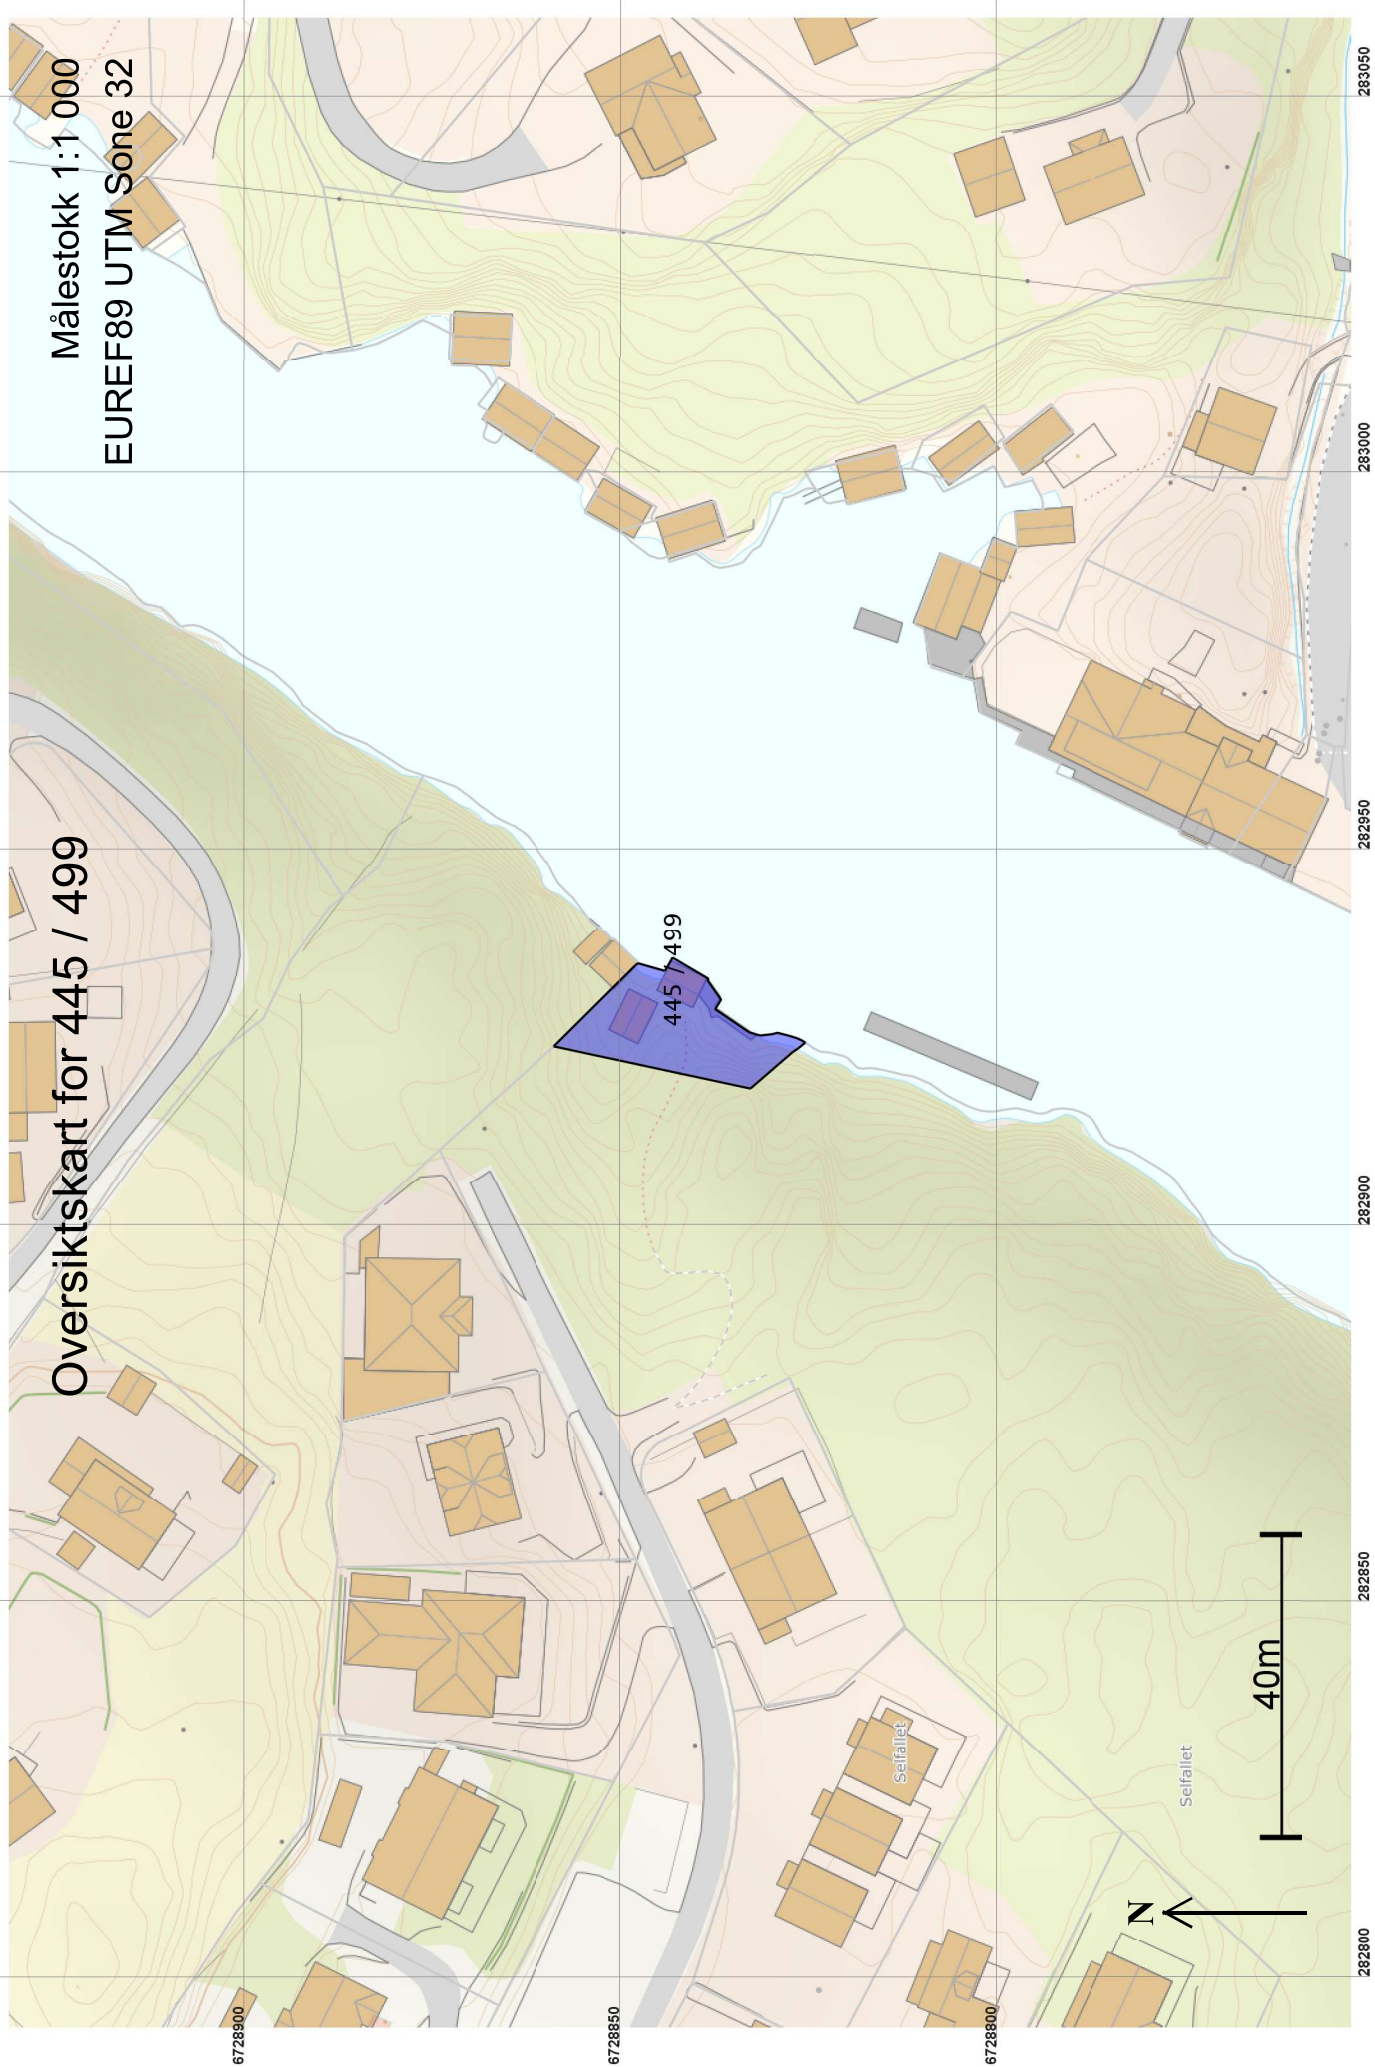 Oversiktskart for 445 / 499
Målestokk 1:1 000
EUREF89 UTM Sone 32
6728900
6728850
6728800
445 / 499
Selfallet
Selfallet
N
40m
282800
282850
282900
282950
283000
283050